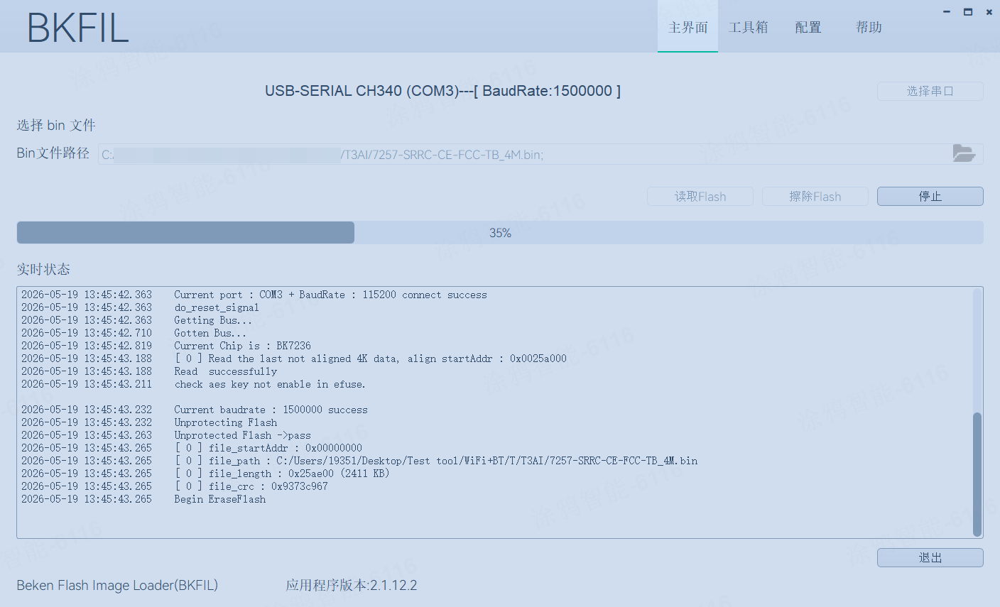 BKFIL
主界面 工具箱 配置 帮助
USB-SERIAL CH340 (COM3)---[ BaudRate:1500000 ]
选择串口
选择 bin 文件
Bin文件路径 C:/ /T3AI/7257-SRRC-CE-FCC-TB_4M.bin;
读取Flash 擦除Flash 停止
35%
实时状态
2026-05-19 13:45:42.363 Current port : COM3 + BaudRate : 115200 connect success
2026-05-19 13:45:42.363 do_reset_signal
2026-05-19 13:45:42.363 Getting Bus...
2026-05-19 13:45:42.710 Gotten Bus...
2026-05-19 13:45:42.819 Current Chip is : BK7236
2026-05-19 13:45:43.188 [ 0 ] Read the last not aligned 4K data, align startAddr : 0x0025a000
2026-05-19 13:45:43.188 Read  successfully
2026-05-19 13:45:43.211 check aes key not enable in efuse.
2026-05-19 13:45:43.232 Current baudrate : 1500000 success
2026-05-19 13:45:43.232 Unprotecting Flash
2026-05-19 13:45:43.263 Unprotected Flash ->pass
2026-05-19 13:45:43.265 [ 0 ] file_startAddr : 0x00000000
2026-05-19 13:45:43.265 [ 0 ] file_path : C:/Users/19351/Desktop/Test tool/WiFi+BT/T/T3AI/7257-SRRC-CE-FCC-TB_4M.bin
2026-05-19 13:45:43.265 [ 0 ] file_length : 0x25ae00 (2411 KB)
2026-05-19 13:45:43.265 [ 0 ] file_crc : 0x9373c967
2026-05-19 13:45:43.265 Begin EraseFlash
退出
Beken Flash Image Loader(BKFIL) 应用程序版本:2.1.12.2
涂鸦智能-6116